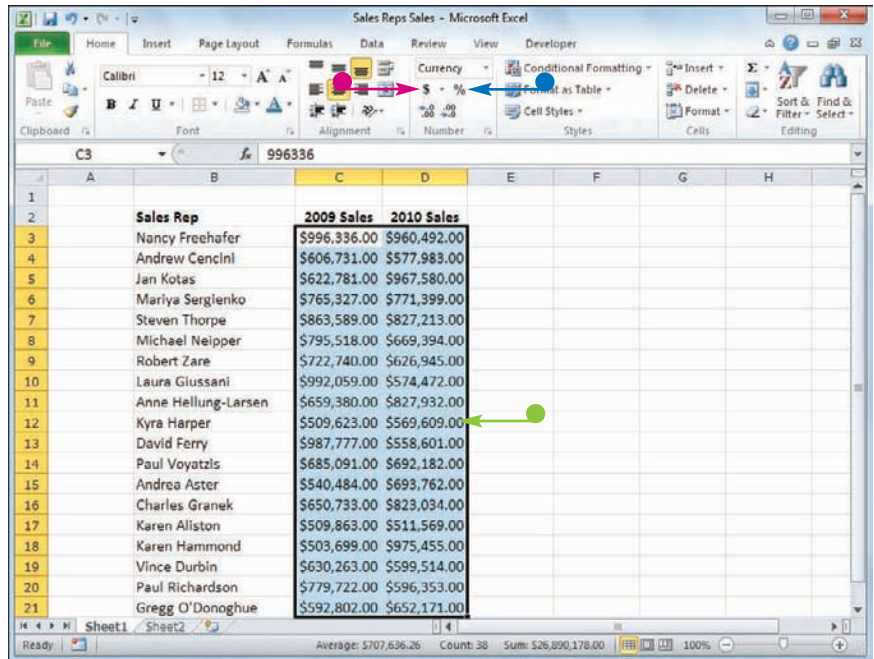 Sales Reps Sales - Microsoft Excel
File Home Insert Page Layout Formulas Data Review View Developer
Paste
Calibri 12 A A
B I U A
Currency
$ %
Conditional Formatting
Format as Table
Cell Styles
Insert
Delete
Format
Σ
Sort & Filter
Find & Select
Clipboard Font Alignment Number Styles Cells Editing
C3 fx 996336
A B C D E F G H
1
2 Sales Rep 2009 Sales 2010 Sales
3 Nancy Freehafer $996,336.00 $960,492.00
4 Andrew Cencini $606,731.00 $577,983.00
5 Jan Kotas $622,781.00 $967,580.00
6 Mariya Sergienko $765,327.00 $771,399.00
7 Steven Thorpe $863,589.00 $827,213.00
8 Michael Neipper $795,518.00 $669,394.00
9 Robert Zare $722,740.00 $626,945.00
10 Laura Giussani $992,059.00 $574,472.00
11 Anne Hellung-Larsen $659,380.00 $827,932.00
12 Kyra Harper $509,623.00 $569,609.00
13 David Ferry $987,777.00 $558,601.00
14 Paul Voyatzis $685,091.00 $692,182.00
15 Andrea Aster $540,484.00 $693,762.00
16 Charles Granek $650,733.00 $823,034.00
17 Karen Aliston $509,863.00 $511,569.00
18 Karen Hammond $503,699.00 $975,455.00
19 Vince Durbin $630,263.00 $599,514.00
20 Paul Richardson $779,722.00 $596,353.00
21 Gregg O'Donoghue $592,802.00 $652,171.00
Sheet1 Sheet2
Ready Average: $707,636.26 Count: 38 Sum: $26,890,178.00 100%